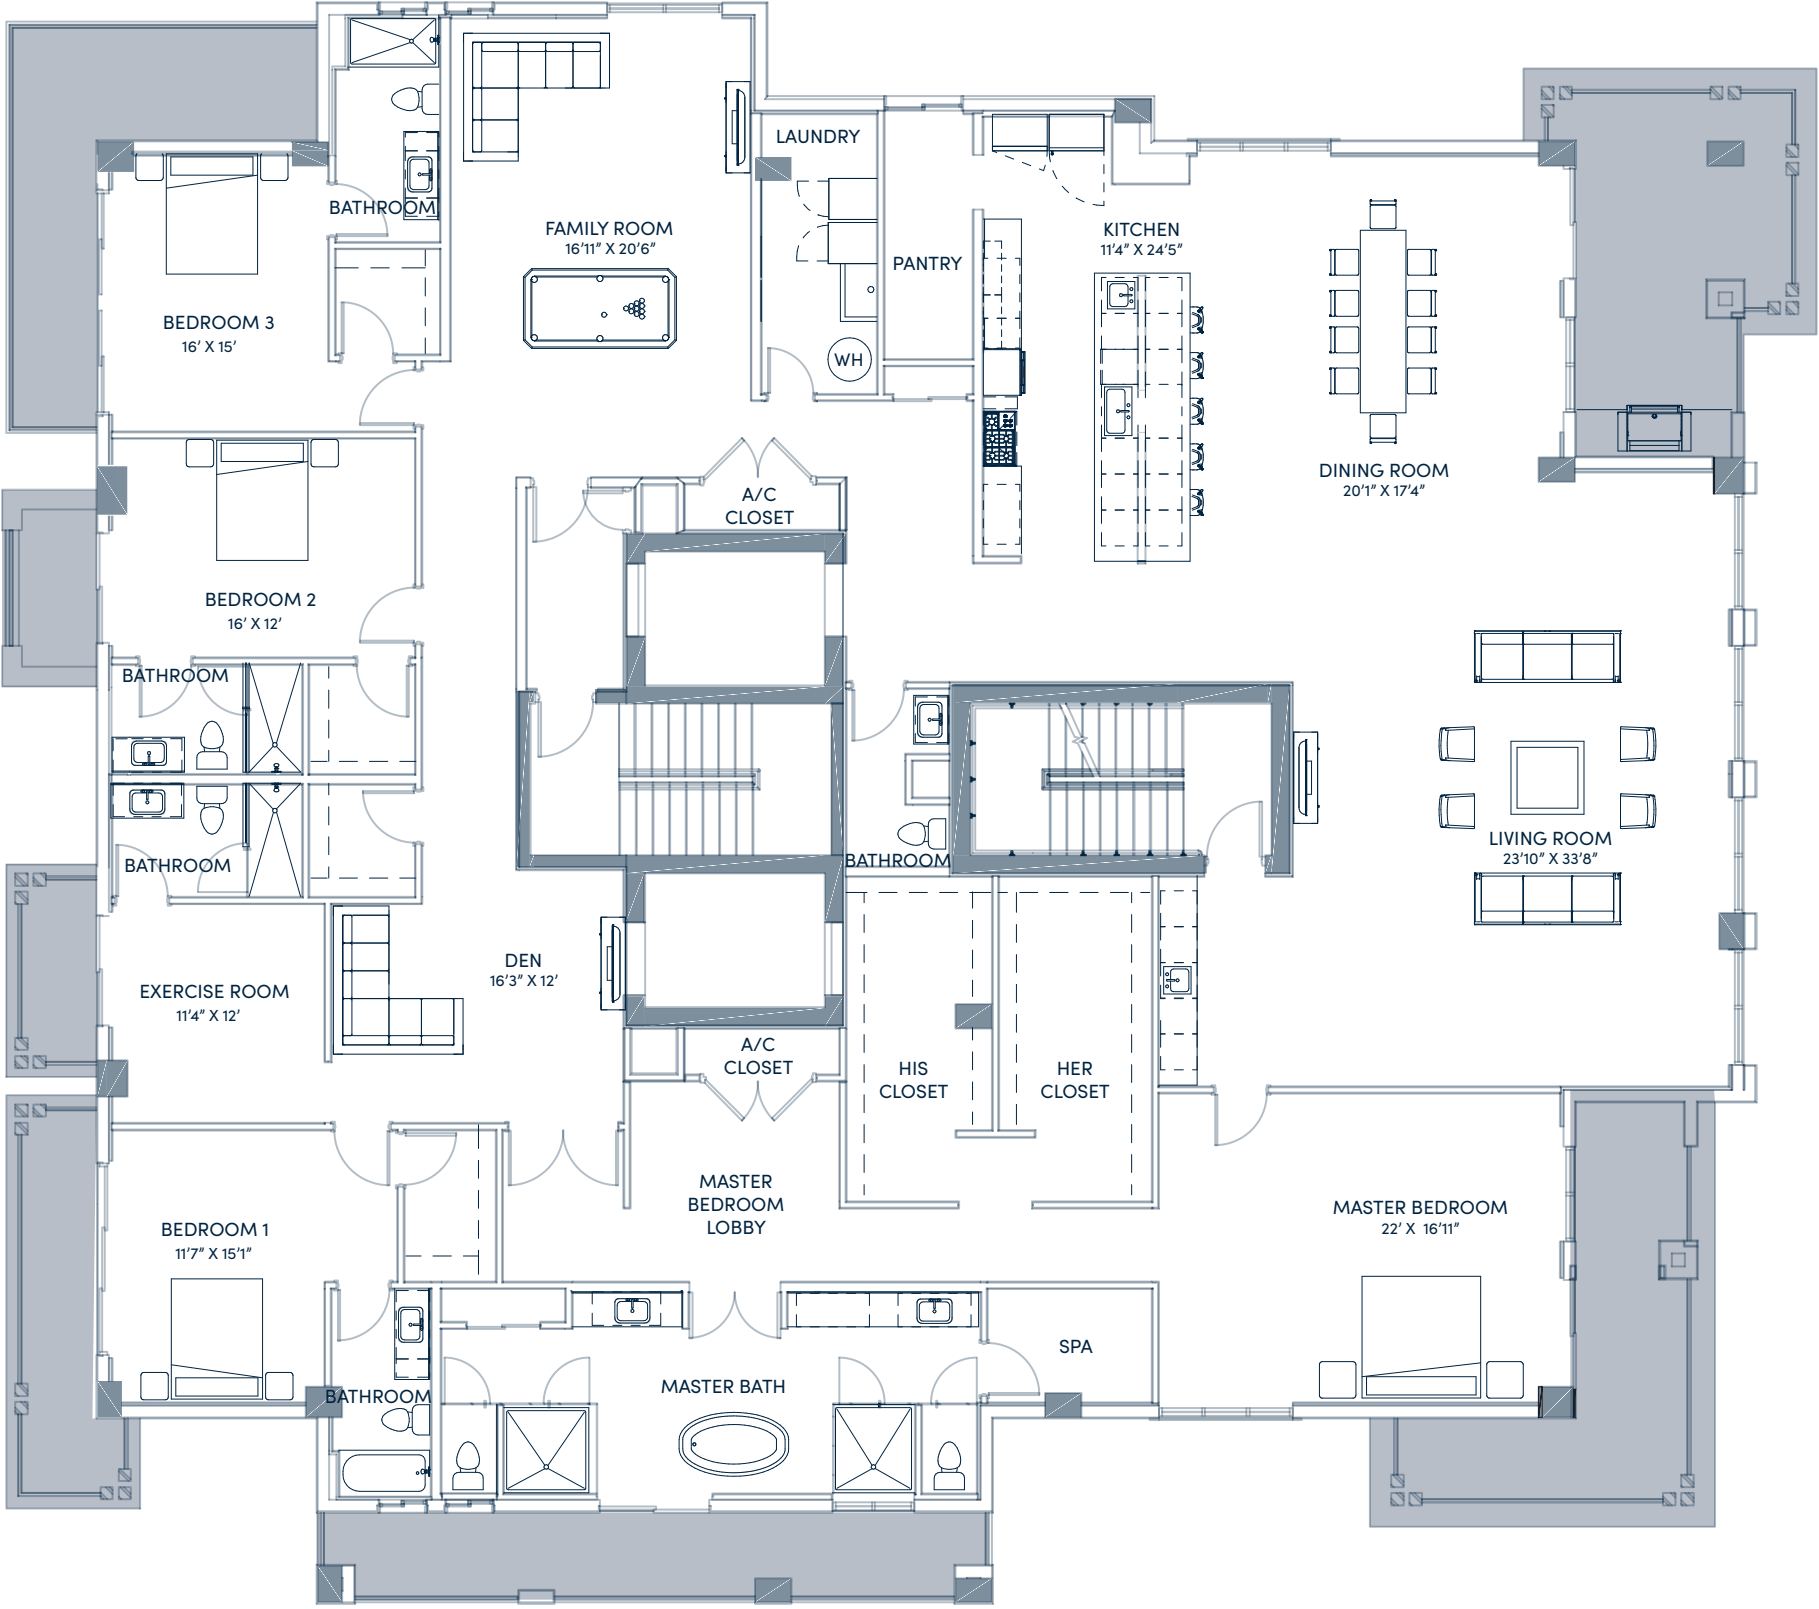 LAUNDRY
BATHROOM
FAMILY ROOM
16'11" X 20'6"
KITCHEN
11'4" X 24'5"
PANTRY
BEDROOM 3
16' X 15'
WH
DINING ROOM
20'1" X 17'4"
A/C
CLOSET
BEDROOM 2
16' X 12'
BATHROOM
LIVING ROOM
23'10" X 33'8"
BATHROOM
BATHROOM
DEN
16'3" X 12'
EXERCISE ROOM
11'4" X 12'
A/C
CLOSET
HIS
CLOSET
HER
CLOSET
MASTER
BEDROOM
LOBBY
MASTER BEDROOM
22' X 16'11"
BEDROOM 1
11'7" X 15'1"
SPA
MASTER BATH
BATHROOM